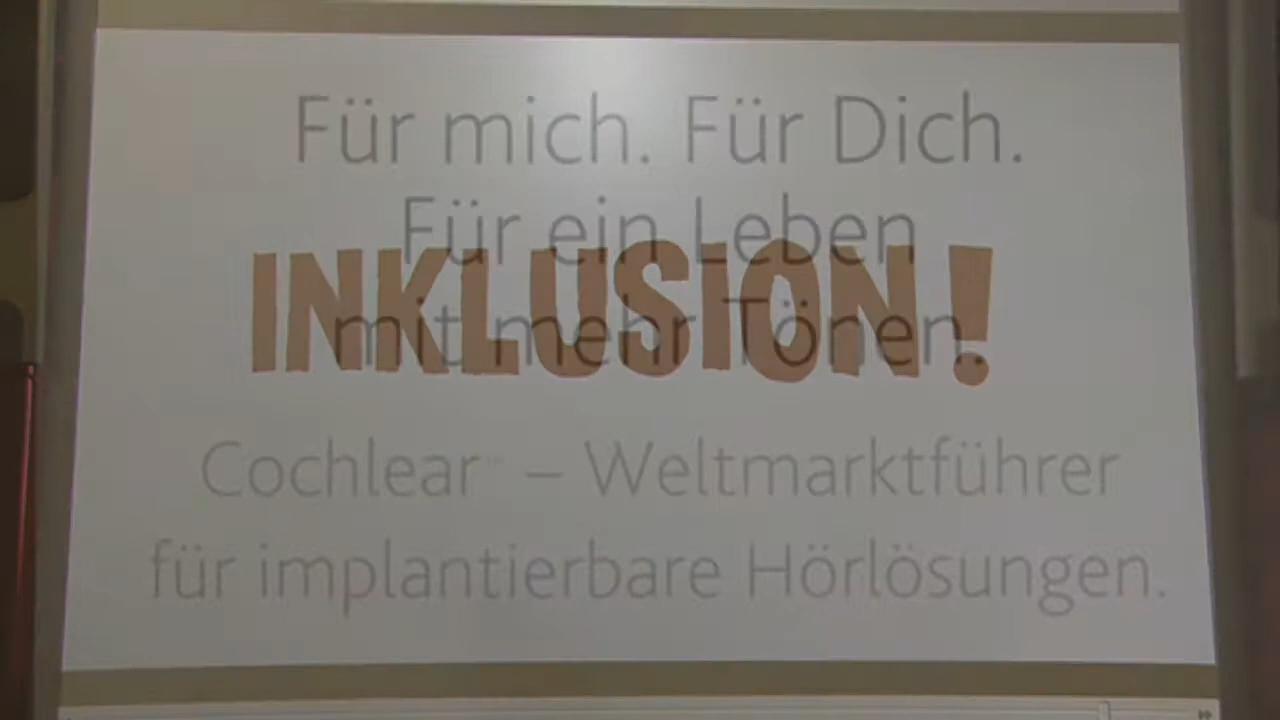 Für mich. Für Dich.
Für ein Leben
mit mehr Tönen.
INKLUSION!
Cochlear™ – Weltmarktführer
für implantierbare Hörlösungen.